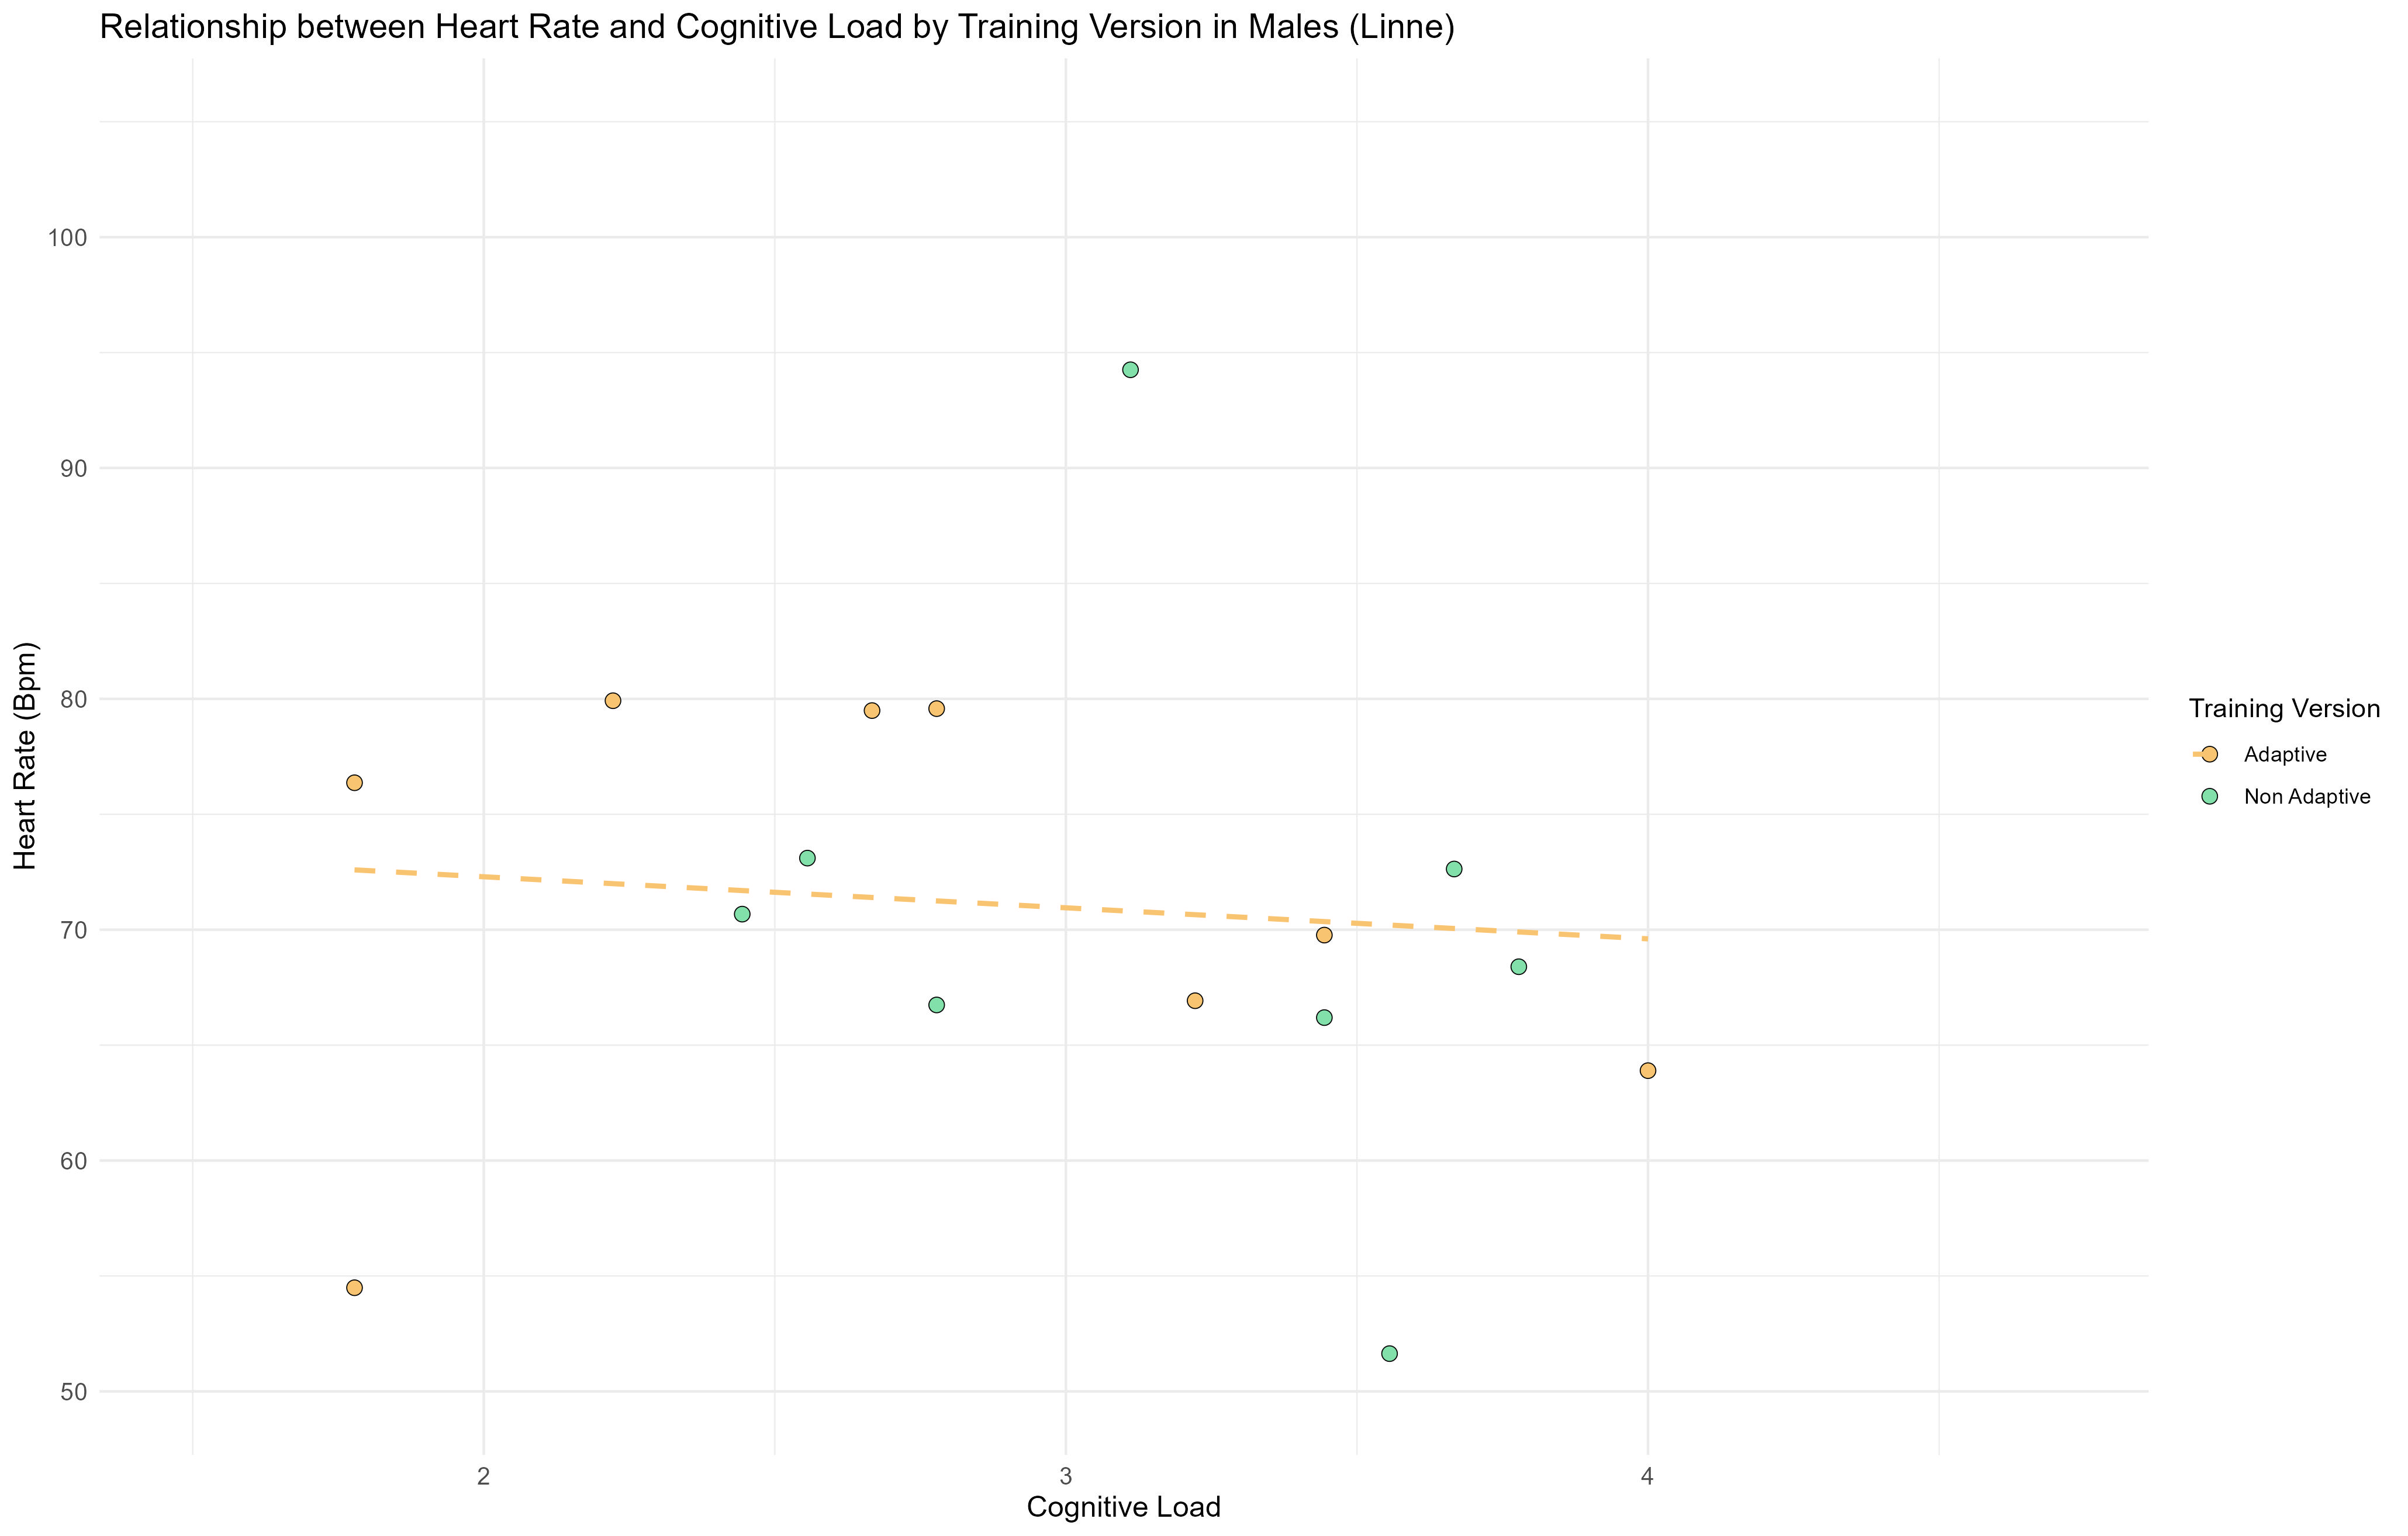 Relationship between Heart Rate and Cognitive Load by Training Version in Males (Linne)
Heart Rate (Bpm)
100
90
80
70
60
50
2
3
4
Cognitive Load
Training Version
Adaptive
Non Adaptive